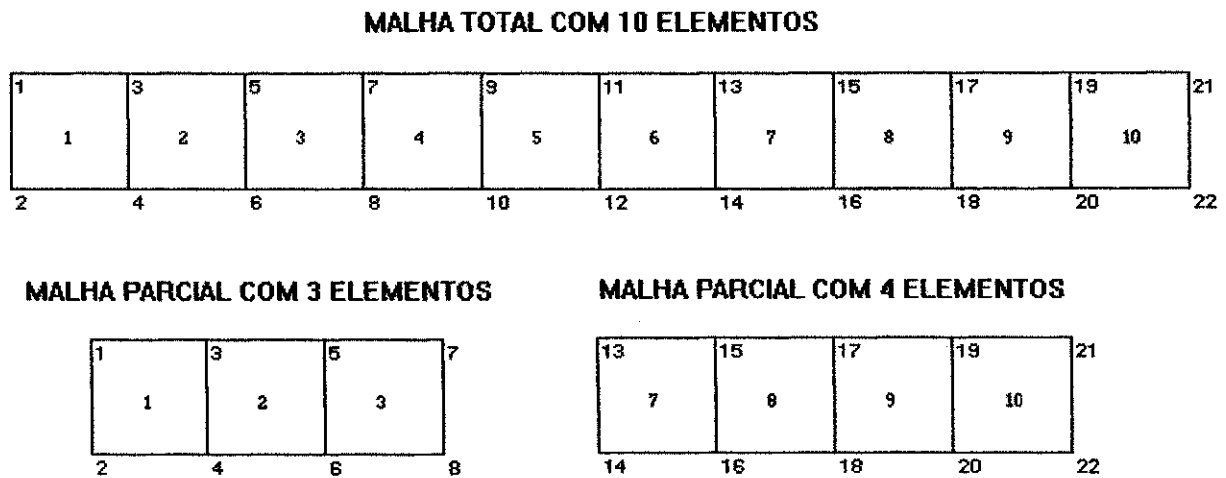 MALHA TOTAL COM 10 ELEMENTOS
1 3 5 7 9 11 13 15 17 19 21
1 2 3 4 5 6 7 8 9 10
2 4 6 8 10 12 14 16 18 20 22
MALHA PARCIAL COM 3 ELEMENTOS
1 3 5 7
1 2 3
2 4 6 8
MALHA PARCIAL COM 4 ELEMENTOS
13 15 17 19 21
7 8 9 10
14 16 18 20 22